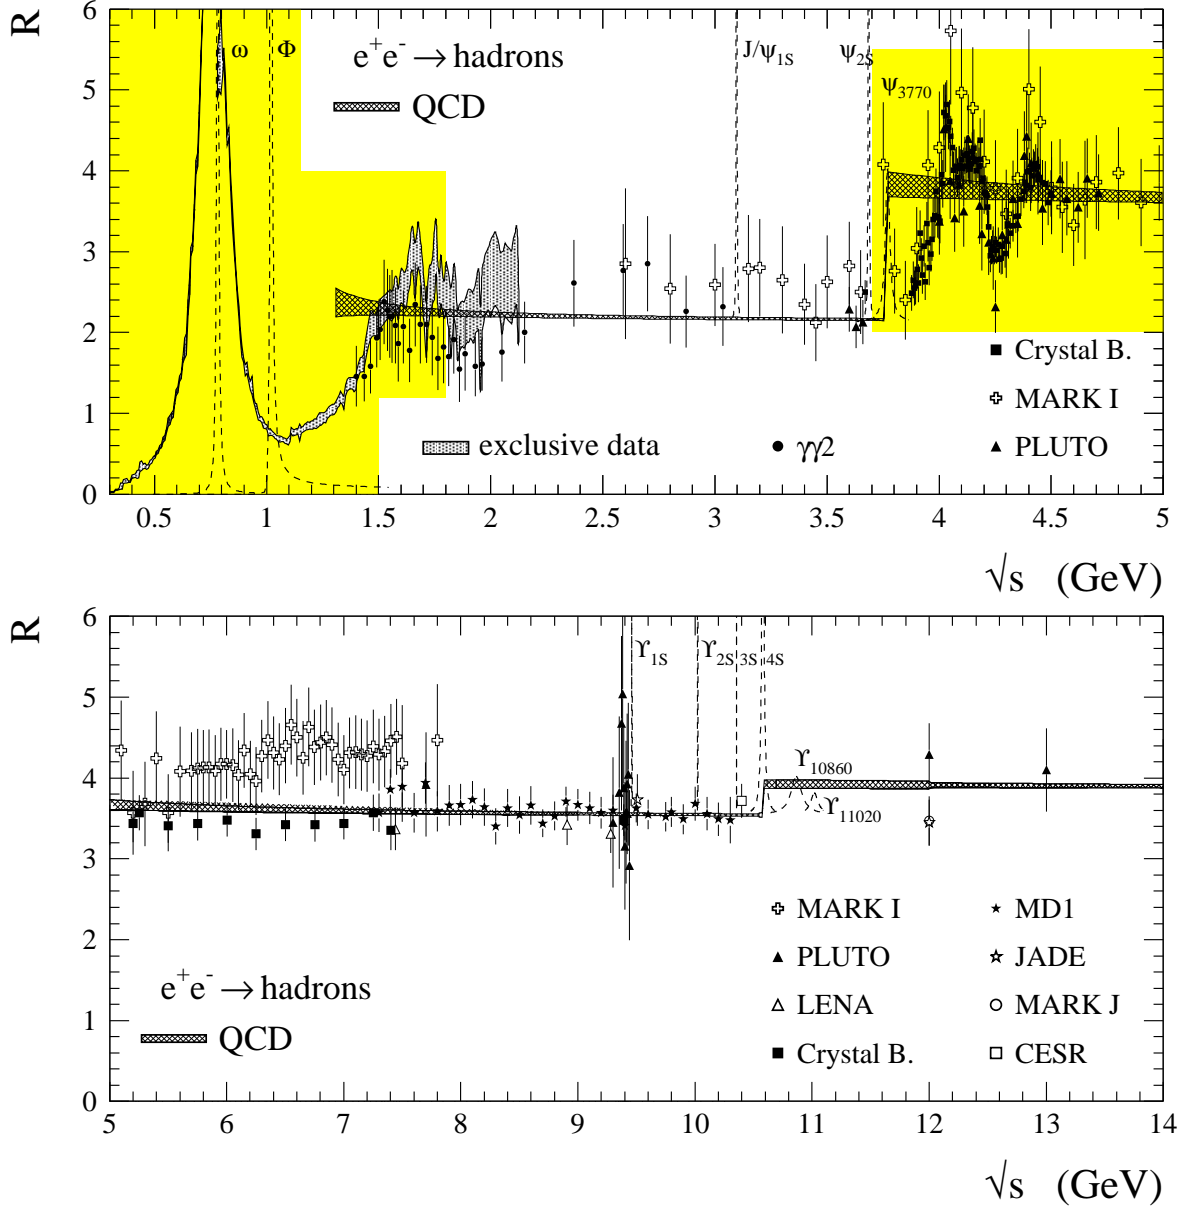 R
6
5
4
3
2
1
0
ω Φ
e⁺e⁻ → hadrons
QCD
J/ψ1S ψ2S
ψ3770
Crystal B.
MARK I
PLUTO
exclusive data γγ2
0.5 1 1.5 2 2.5 3 3.5 4 4.5 5
√s (GeV)
R
6
5
4
3
2
1
0
ϒ1S ϒ2S 3S 4S
ϒ10860
ϒ11020
MARK I MD1
PLUTO JADE
LENA MARK J
Crystal B. CESR
e⁺e⁻ → hadrons
QCD
5 6 7 8 9 10 11 12 13 14
√s (GeV)